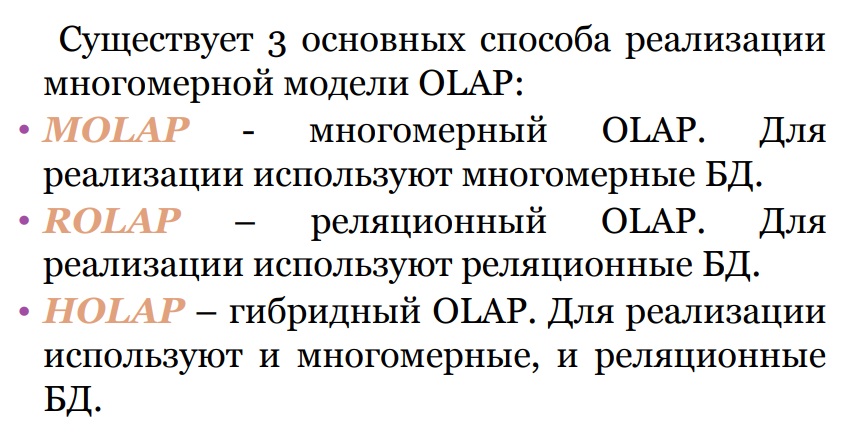 Существует 3 основных способа реализации
многомерной модели OLAP:
• MOLAP - многомерный OLAP. Для
реализации используют многомерные БД.
• ROLAP – реляционный OLAP. Для
реализации используют реляционные БД.
• HOLAP – гибридный OLAP. Для реализации
используют и многомерные, и реляционные
БД.